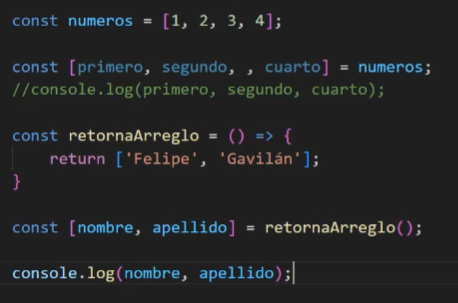 const numeros = [1, 2, 3, 4];
const [primero, segundo, , cuarto] = numeros;
//console.log(primero, segundo, cuarto);
const retornaArreglo = () => {
return ['Felipe', 'Gavilán'];
}
const [nombre, apellido] = retornaArreglo();
console.log(nombre, apellido);